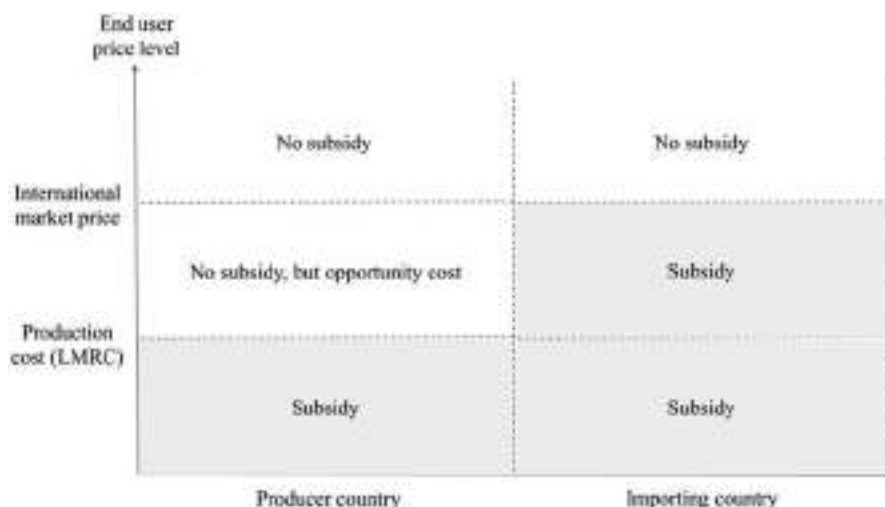 End user
price level
No subsidy
No subsidy
International
market price
No subsidy, but opportunity cost
Subsidy
Production
cost (LMRC)
Subsidy
Subsidy
Producer country
Importing country